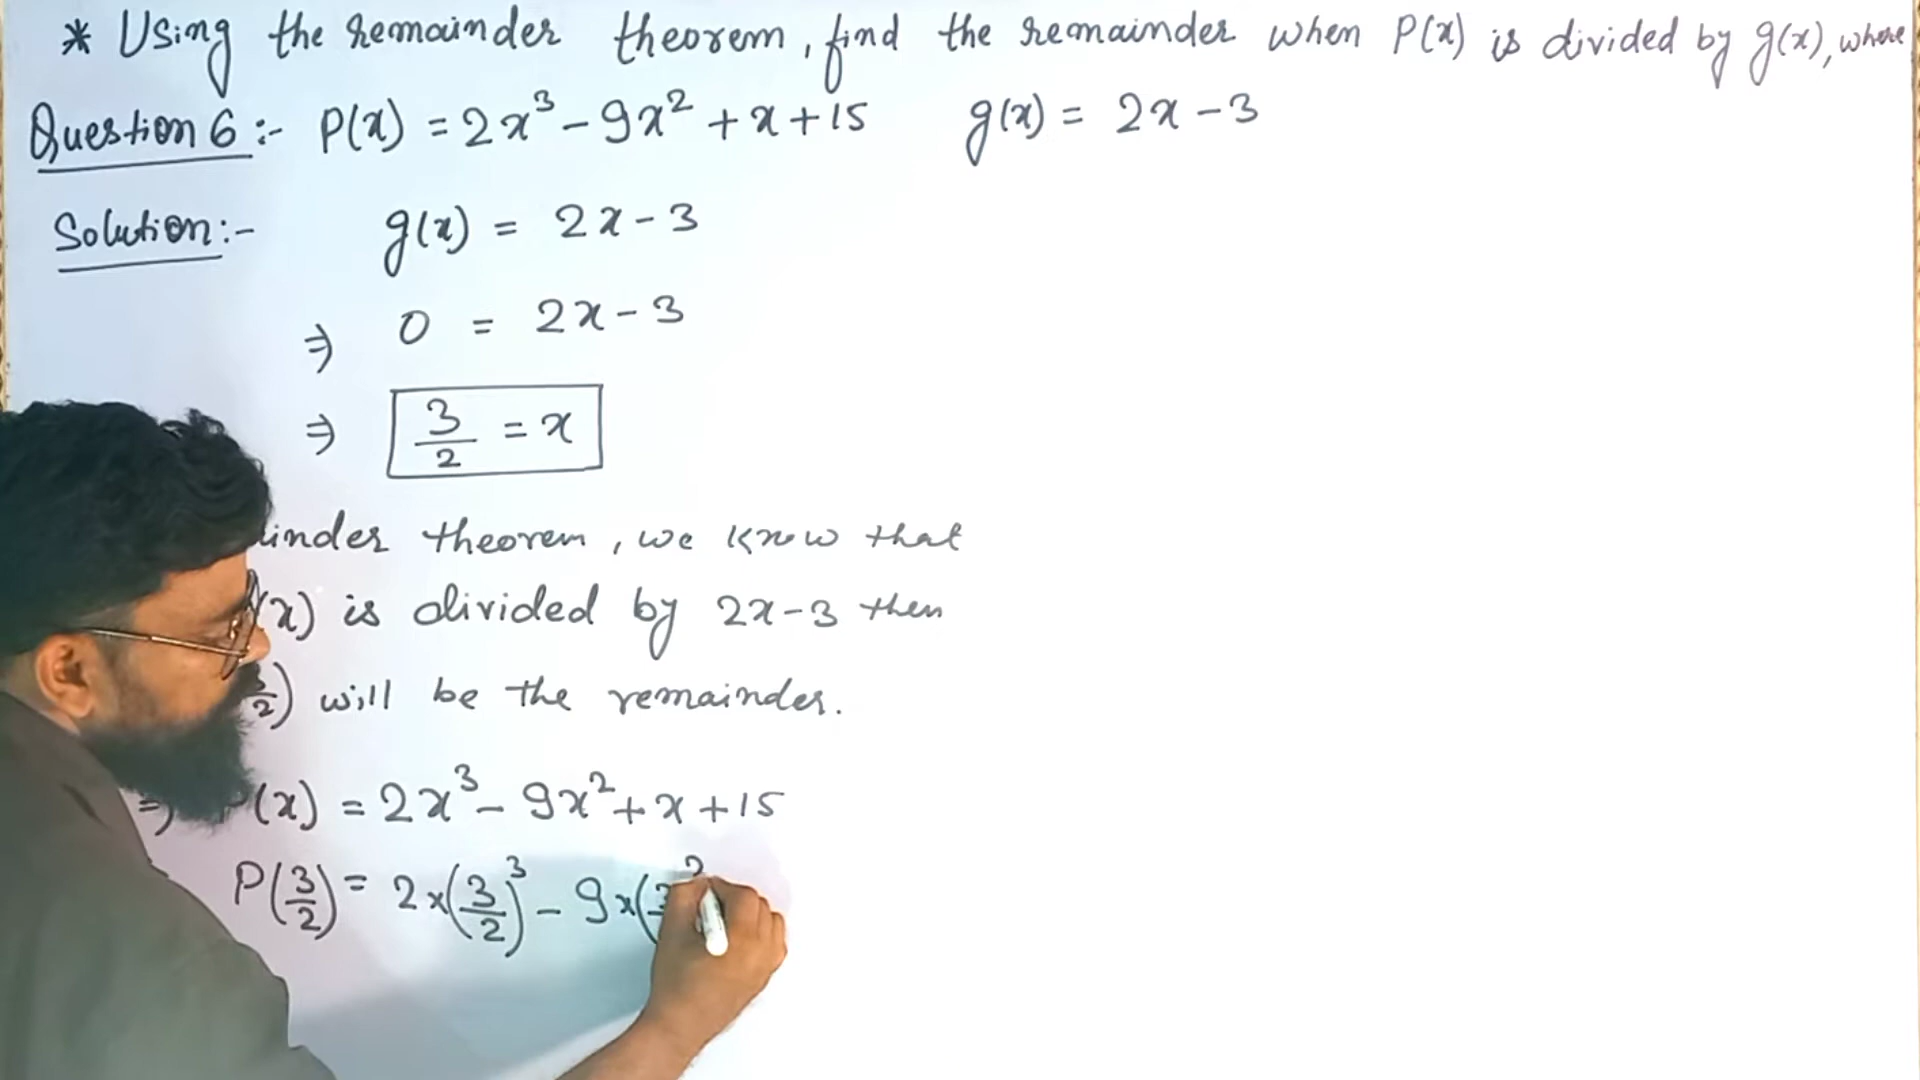 * Using the remainder theorem, find the remainder when P(x) is divided by g(x), where
Question 6:- P(x) = 2x³ - 9x² + x + 15 g(x) = 2x - 3
Solution:- g(x) = 2x - 3
⇒ 0 = 2x - 3
⇒ 3/2 = x
theorem, we know that
(x) is divided by 2x-3 then
will be the remainder.
⇒ (x) = 2x³ - 9x² + x + 15
P(3/2) = 2×(3/2)³ - 9×(